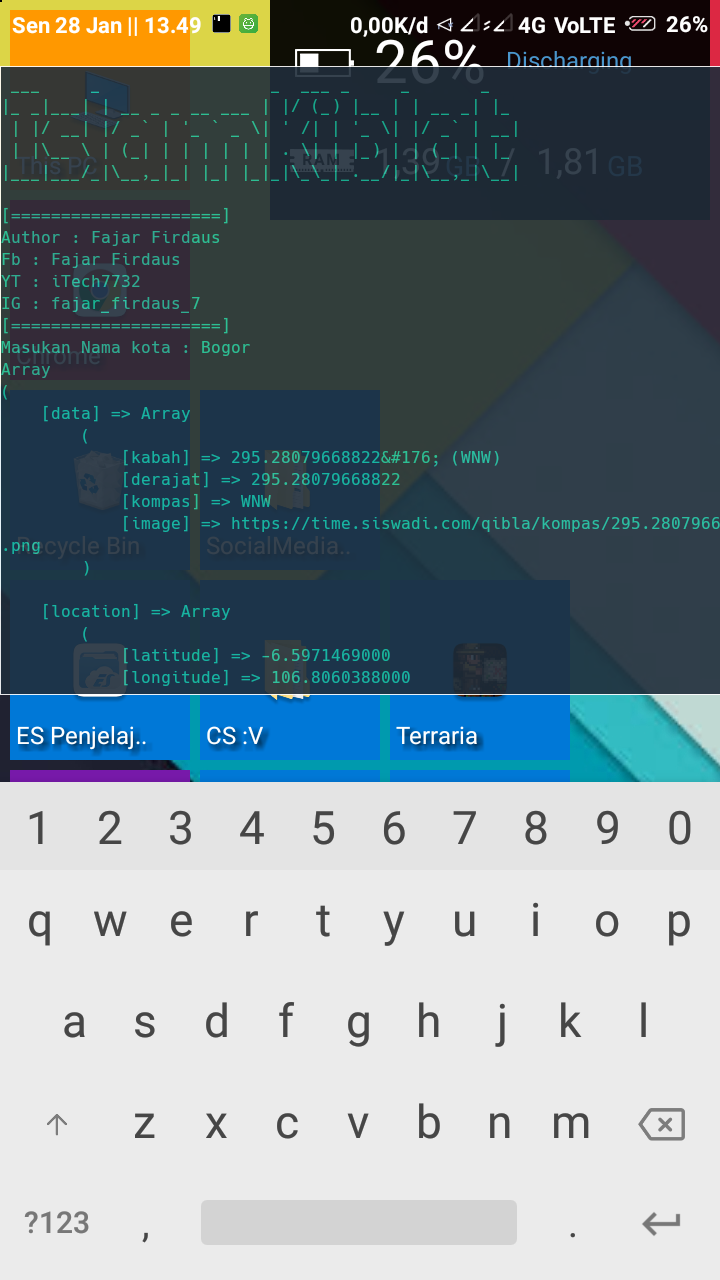 Sen 28 Jan || 13.49
0,00K/d 4G VoLTE 26%
26% Discharging
This PC
RAM 1,39 GB / 1,81 GB
[=====================]
Author : Fajar Firdaus
Fb : Fajar Firdaus
YT : iTech7732
IG : fajar_firdaus_7
[=====================]
Masukan Nama kota : Bogor
Chrome
Array
(
[data] => Array
(
[kabah] => 295.28079668822&#176; (WNW)
[derajat] => 295.28079668822
[kompas] => WNW
[image] => https://time.siswadi.com/qibla/kompas/295.2807966
.png
Recycle Bin
SocialMedia..
)
[location] => Array
(
[latitude] => -6.5971469000
[longitude] => 106.8060388000
ES Penjelaj..
CS :V
Terraria
1 2 3 4 5 6 7 8 9 0
q w e r t y u i o p
a s d f g h j k l
z x c v b n m
?123 , .